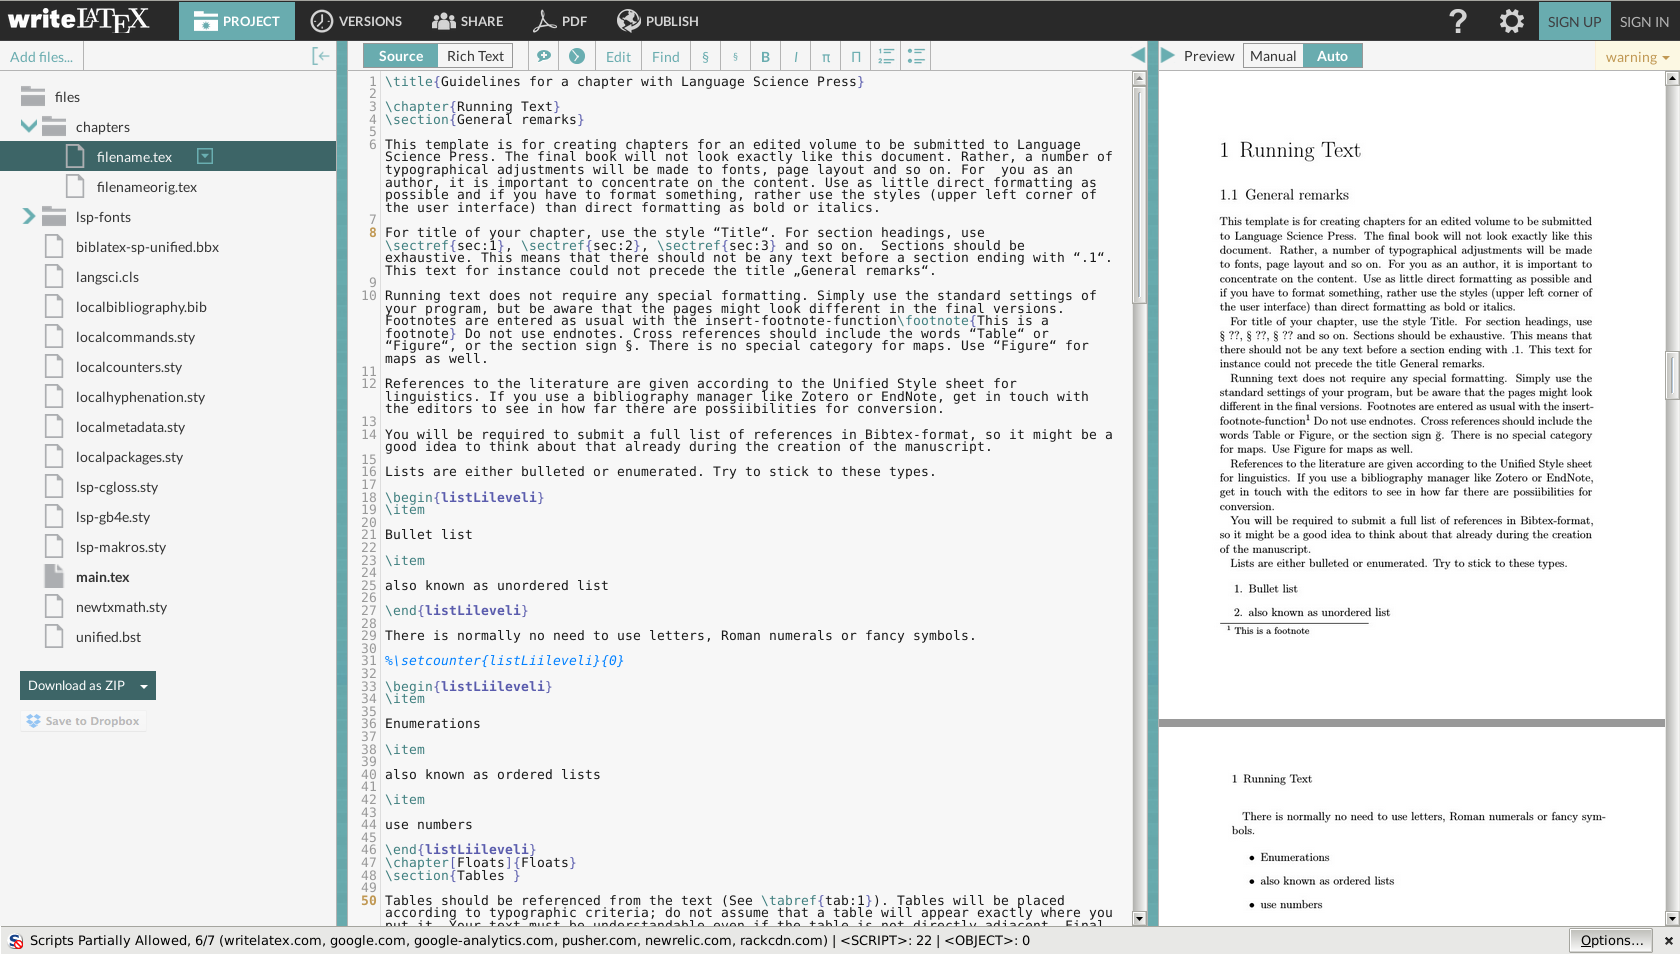 writeLATEX PROJECT VERSIONS SHARE PDF PUBLISH ? SIGN UP SIGN IN
Add files...
files
chapters
filename.tex
filenameorig.tex
lsp-fonts
biblatex-sp-unified.bbx
langsci.cls
localbibliography.bib
localcommands.sty
localcounters.sty
localhyphenation.sty
localmetadata.sty
localpackages.sty
lsp-cgloss.sty
lsp-gb4e.sty
lsp-makros.sty
main.tex
newtxmath.sty
unified.bst
Download as ZIP
Save to Dropbox
Source Rich Text Edit Find § § B I π Π
1 \title{Guidelines for a chapter with Language Science Press}
2
3 \chapter{Running Text}
4 \section{General remarks}
5
6 This template is for creating chapters for an edited volume to be submitted to Language
Science Press. The final book will not look exactly like this document. Rather, a number of
typographical adjustments will be made to fonts, page layout and so on. For  you as an
author, it is important to concentrate on the content. Use as little direct formatting as
possible and if you have to format something, rather use the styles (upper left corner of
the user interface) than direct formatting as bold or italics.
7
8 For title of your chapter, use the style “Title“. For section headings, use
\sectref{sec:1}, \sectref{sec:2}, \sectref{sec:3} and so on.  Sections should be
exhaustive. This means that there should not be any text before a section ending with “.1“.
This text for instance could not precede the title „General remarks“.
9
10 Running text does not require any special formatting. Simply use the standard settings of
your program, but be aware that the pages might look different in the final versions.
Footnotes are entered as usual with the insert-footnote-function\footnote{This is a
footnote} Do not use endnotes. Cross references should include the words “Table“ or
“Figure“, or the section sign §. There is no special category for maps. Use “Figure“ for
maps as well.
11
12 References to the literature are given according to the Unified Style sheet for
linguistics. If you use a bibliography manager like Zotero or EndNote, get in touch with
the editors to see in how far there are possiibilities for conversion.
13
14 You will be required to submit a full list of references in Bibtex-format, so it might be a
good idea to think about that already during the creation of the manuscript.
15
16 Lists are either bulleted or enumerated. Try to stick to these types.
17
18 \begin{listLileveli}
19 \item
20
21 Bullet list
22
23 \item
24
25 also known as unordered list
26
27 \end{listLileveli}
28
29 There is normally no need to use letters, Roman numerals or fancy symbols.
30
31 %\setcounter{listLiileveli}{0}
32
33 \begin{listLiileveli}
34 \item
35
36 Enumerations
37
38 \item
39
40 also known as ordered lists
41
42 \item
43
44 use numbers
45
46 \end{listLiileveli}
47 \chapter[Floats]{Floats}
48 \section{Tables }
49
50 Tables should be referenced from the text (See \tabref{tab:1}). Tables will be placed
according to typographic criteria; do not assume that a table will appear exactly where you
put it. Your text must be understandable even if the table is not directly adjacent. Final
Preview Manual Auto warning
1 Running Text
1.1 General remarks
This template is for creating chapters for an edited volume to be submitted
to Language Science Press. The final book will not look exactly like this
document. Rather, a number of typographical adjustments will be made
to fonts, page layout and so on. For you as an author, it is important to
concentrate on the content. Use as little direct formatting as possible and
if you have to format something, rather use the styles (upper left corner of
the user interface) than direct formatting as bold or italics.
For title of your chapter, use the style Title. For section headings, use
§ ??, § ??, § ?? and so on. Sections should be exhaustive. This means that
there should not be any text before a section ending with .1. This text for
instance could not precede the title General remarks.
Running text does not require any special formatting. Simply use the
standard settings of your program, but be aware that the pages might look
different in the final versions. Footnotes are entered as usual with the insert-
footnote-function1 Do not use endnotes. Cross references should include the
words Table or Figure, or the section sign ğ. There is no special category
for maps. Use Figure for maps as well.
References to the literature are given according to the Unified Style sheet
for linguistics. If you use a bibliography manager like Zotero or EndNote,
get in touch with the editors to see in how far there are possiibilities for
conversion.
You will be required to submit a full list of references in Bibtex-format,
so it might be a good idea to think about that already during the creation
of the manuscript.
Lists are either bulleted or enumerated. Try to stick to these types.
1. Bullet list
2. also known as unordered list
1 This is a footnote
1 Running Text
There is normally no need to use letters, Roman numerals or fancy sym-
bols.
• Enumerations
• also known as ordered lists
• use numbers
Scripts Partially Allowed, 6/7 (writelatex.com, google.com, google-analytics.com, pusher.com, newrelic.com, rackcdn.com) | <SCRIPT>: 22 | <OBJECT>: 0 Options... ×